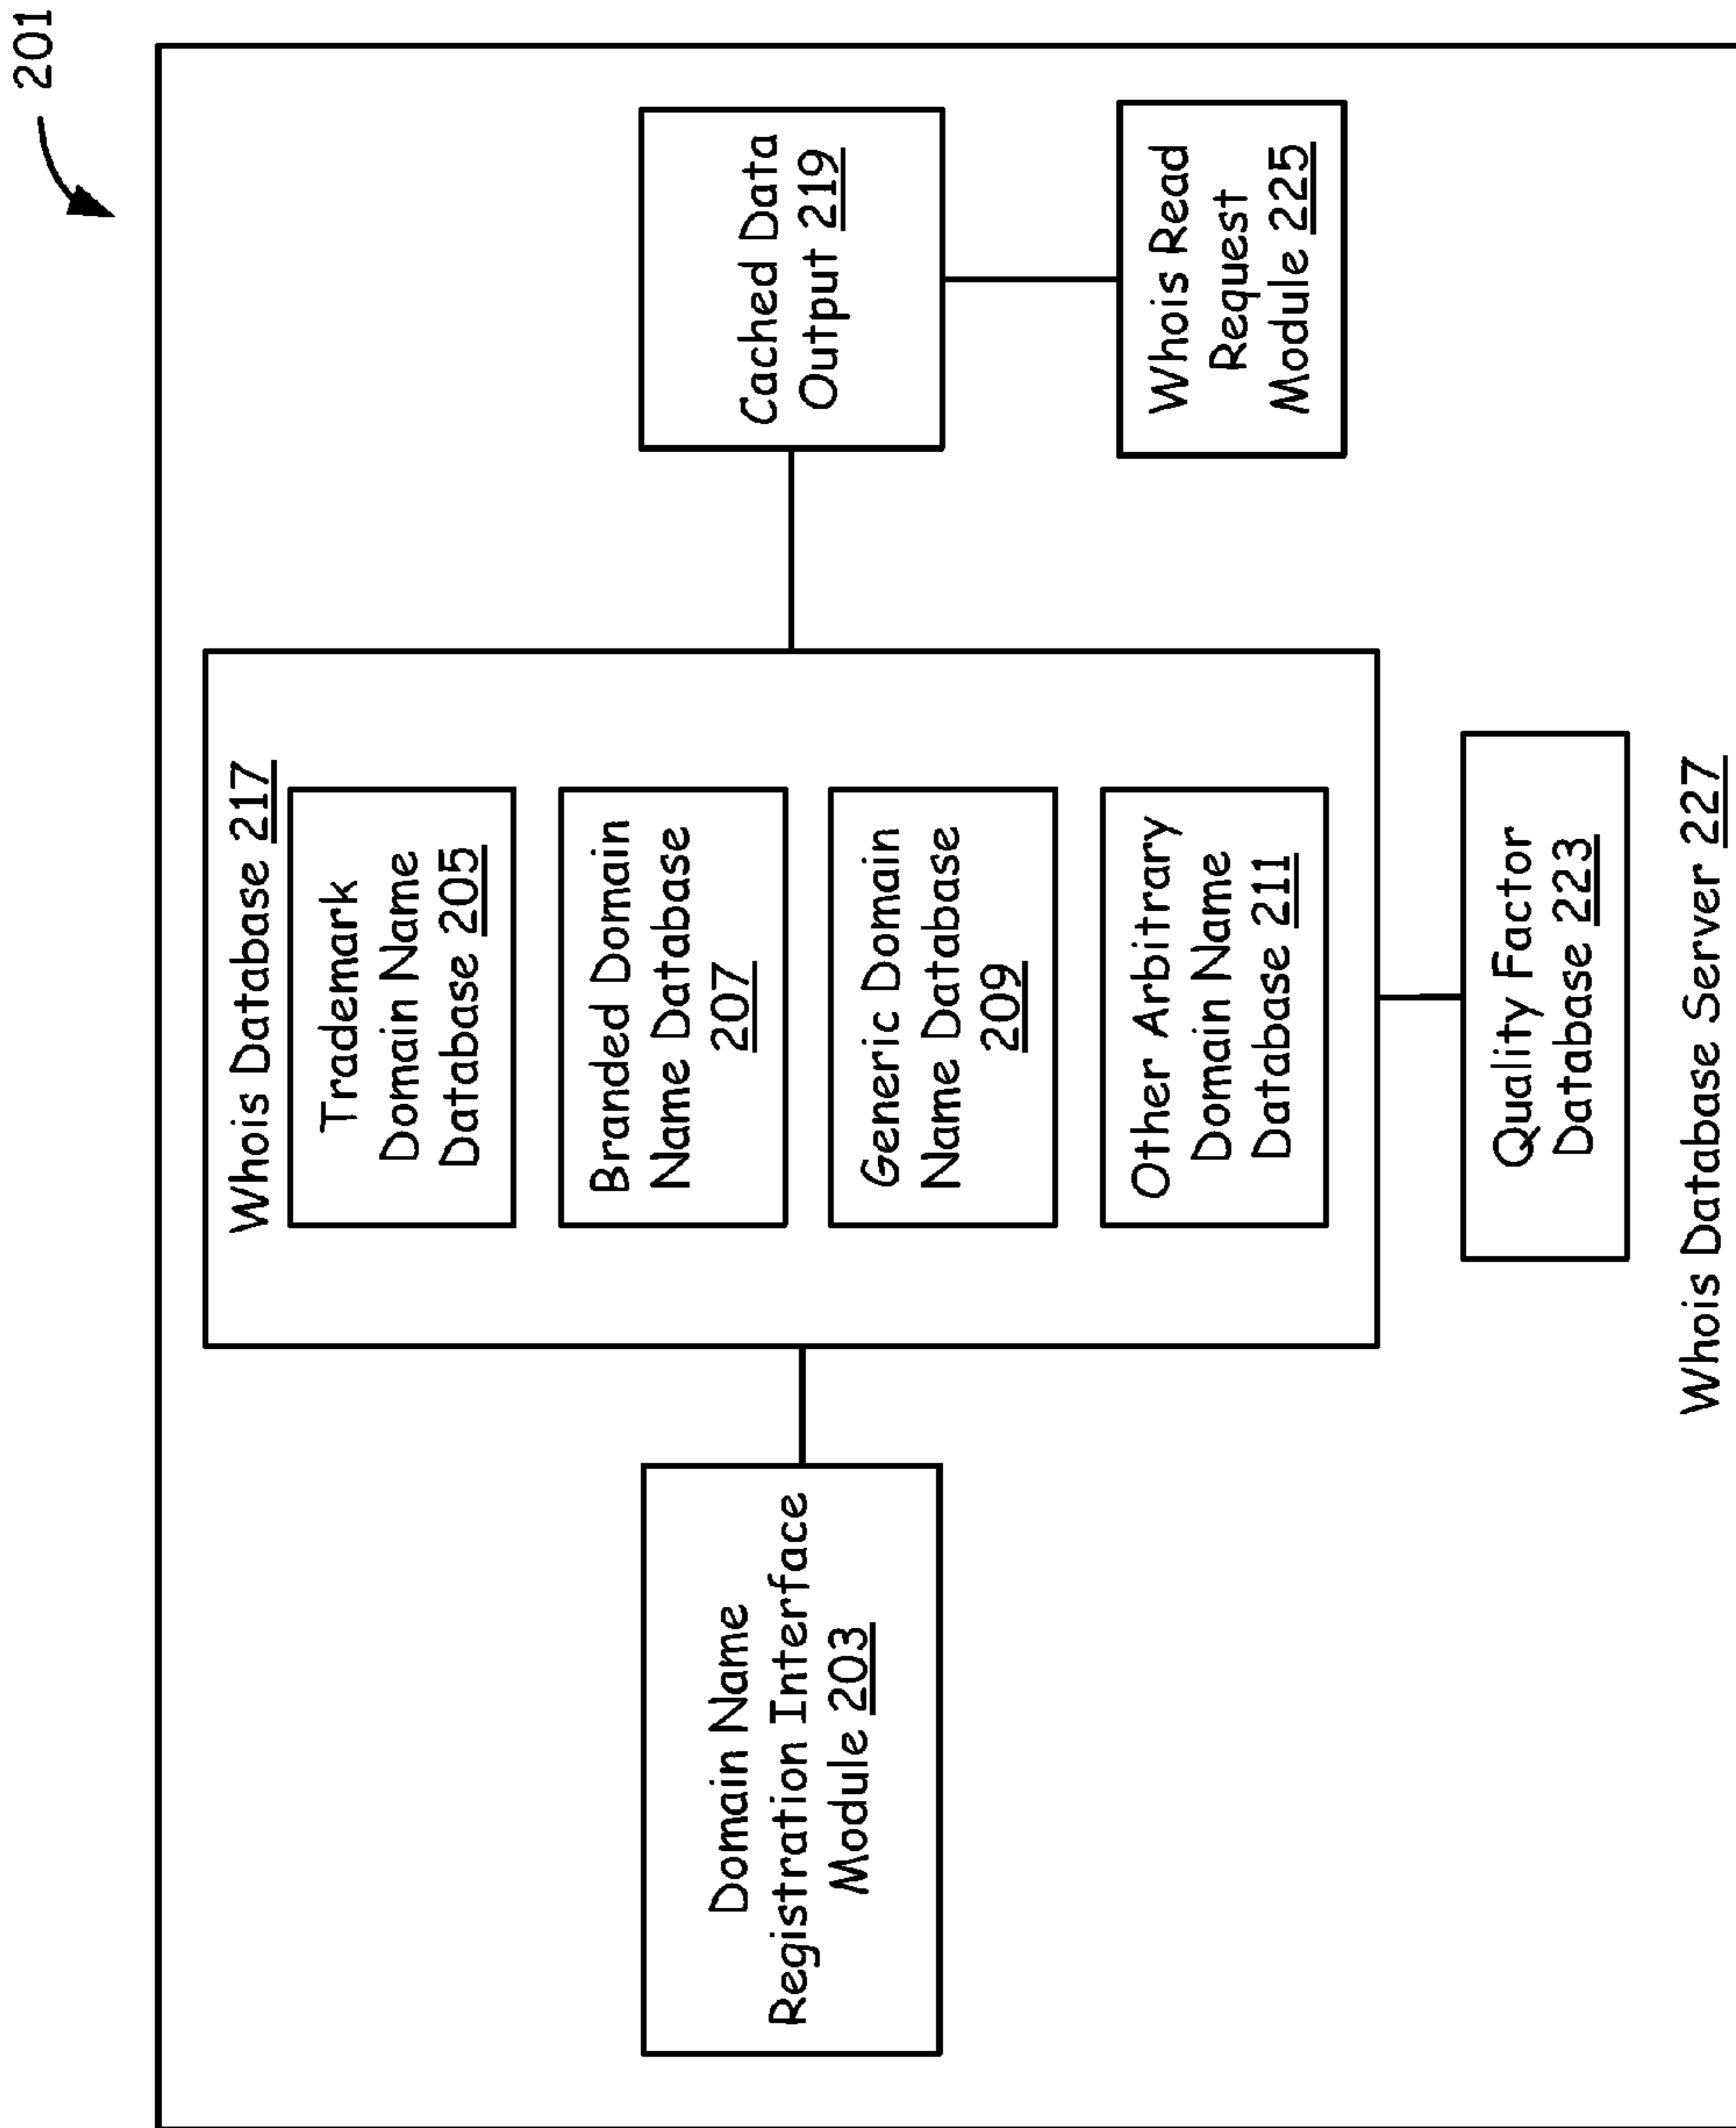 201
Domain Name
Registration Interface
Module 203
Whois Database 217
Trademark
Domain Name
Database 205
Branded Domain
Name Database
207
Generic Domain
Name Database
209
Other Arbitrary
Domain Name
Database 211
Quality Factor
Database 223
Cached Data
Output 219
Whois Read
Request
Module 225
Whois Database Server 227